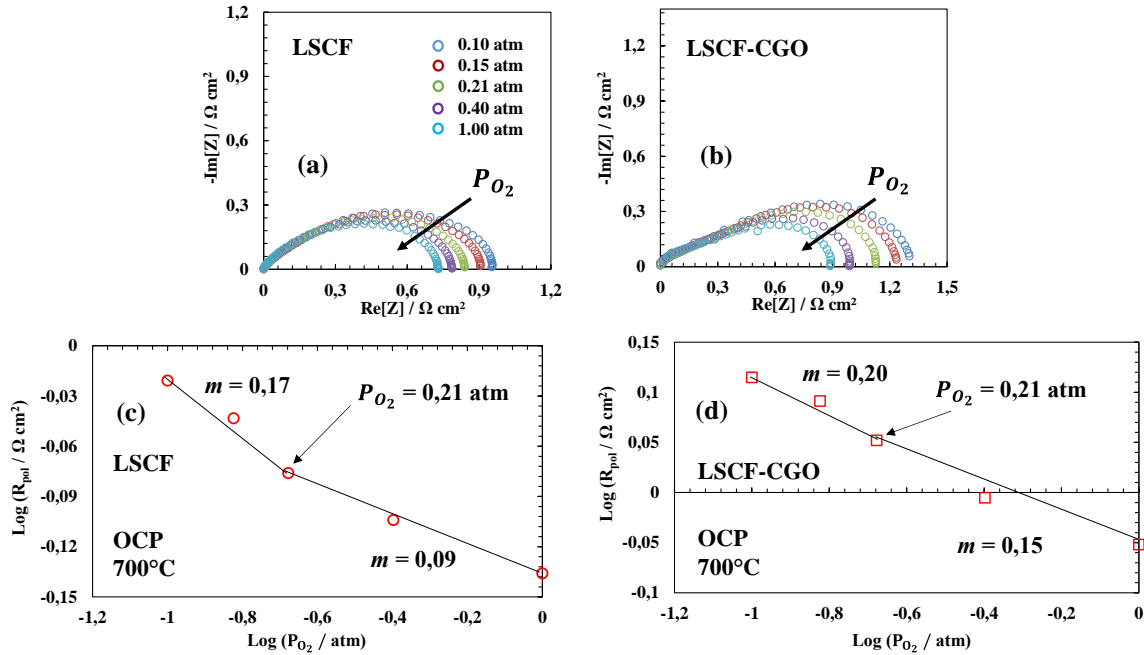 1,2
0,9
0,6
0,3
0
0
0,3
0,6
0,9
1,2
-Im[Z] / Ω cm²
Re[Z] / Ω cm²
LSCF
0.10 atm
0.15 atm
0.21 atm
0.40 atm
1.00 atm
(a)
P_O₂
1,2
0,9
0,6
0,3
0
0
0,3
0,6
0,9
1,2
1,5
-Im[Z] / Ω cm²
Re[Z] / Ω cm²
LSCF-CGO
(b)
P_O₂
0
-0,03
-0,06
-0,09
-0,12
-0,15
-1,2
-1
-0,8
-0,6
-0,4
-0,2
0
Log (R_pol / Ω cm²)
Log (P_O₂ / atm)
m = 0,17
(c)
P_O₂ = 0,21 atm
LSCF
OCP
700°C
m = 0,09
0,15
0,1
0,05
0
-0,05
-0,1
-1,2
-1
-0,8
-0,6
-0,4
-0,2
0
Log (R_pol / Ω cm²)
Log (P_O₂ / atm)
m = 0,20
(d)
P_O₂ = 0,21 atm
LSCF-CGO
OCP
700°C
m = 0,15